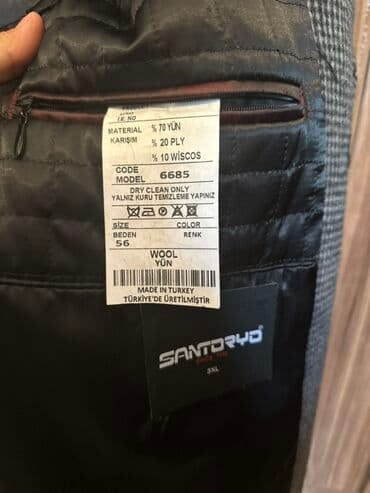 I.E. NO
MATERIAL % 70 YÜN
KARIŞIM % 20 PLY
% 10 WİSCOS
CODE
MODEL 6685
DRY CLEAN ONLY
YALNIZ KURU TEMİZLEME YAPINIZ
SIZE COLOR
BEDEN RENK
56
WOOL
YÜN
MADE IN TURKEY
TÜRKİYE'DE ÜRETİLMİŞTİR
SANTORYO
3XL